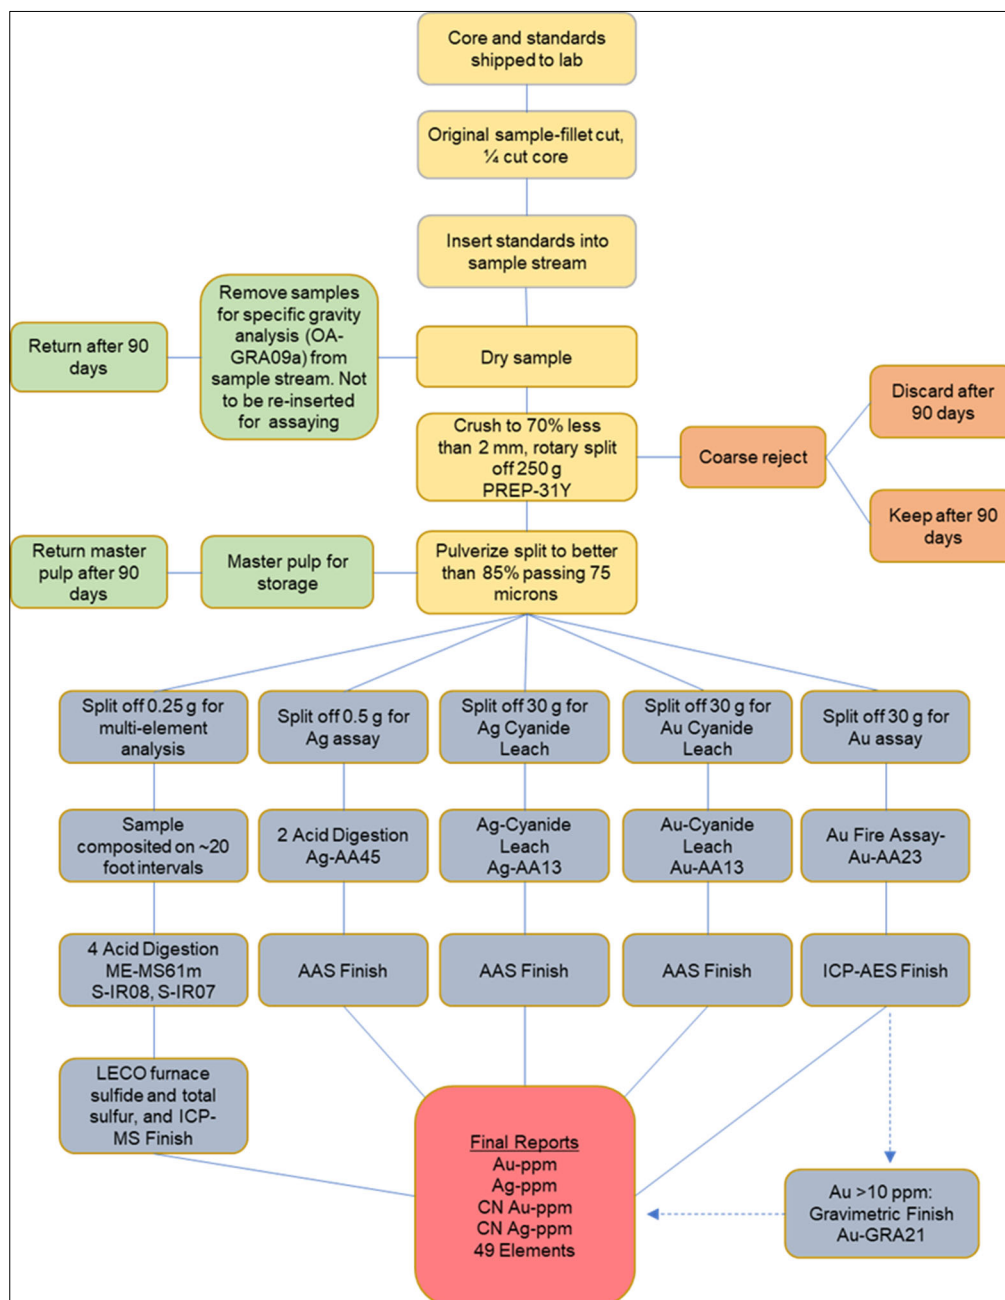 Core and standards
shipped to lab
Original sample-fillet cut,
¼ cut core
Insert standards into
sample stream
Remove samples
for specific gravity
analysis (OA-
GRA09a) from
sample stream. Not
to be re-inserted
for assaying
Return after 90
days
Dry sample
Discard after
90 days
Crush to 70% less
than 2 mm, rotary split
off 250 g
PREP-31Y
Coarse reject
Keep after 90
days
Return master
pulp after 90
days
Master pulp for
storage
Pulverize split to better
than 85% passing 75
microns
Split off 0.25 g for
multi-element
analysis
Split off 0.5 g for
Ag assay
Split off 30 g for
Ag Cyanide
Leach
Split off 30 g for
Au Cyanide
Leach
Split off 30 g for
Au assay
Sample
composited on ~20
foot intervals
2 Acid Digestion
Ag-AA45
Ag-Cyanide
Leach
Ag-AA13
Au-Cyanide
Leach
Au-AA13
Au Fire Assay-
Au-AA23
4 Acid Digestion
ME-MS61m
S-IR08, S-IR07
AAS Finish
AAS Finish
AAS Finish
ICP-AES Finish
LECO furnace
sulfide and total
sulfur, and ICP-
MS Finish
Final Reports
Au-ppm
Ag-ppm
CN Au-ppm
CN Ag-ppm
49 Elements
Au >10 ppm:
Gravimetric Finish
Au-GRA21